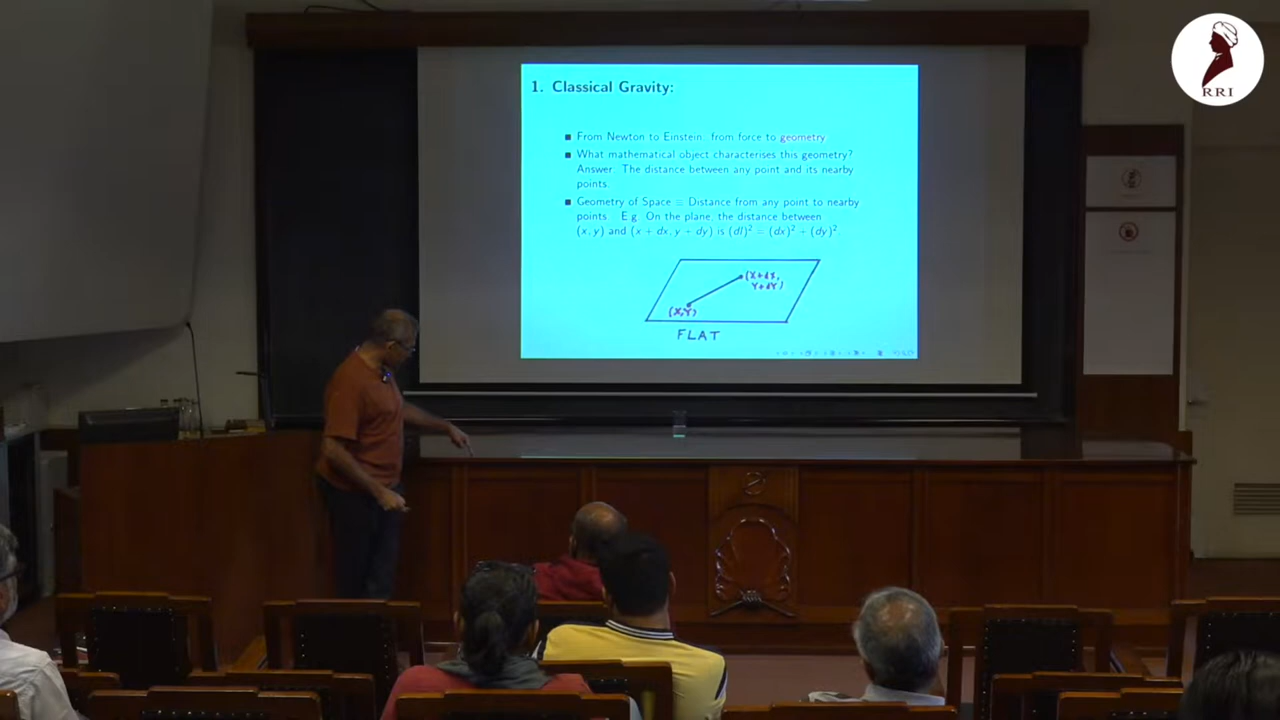 1. Classical Gravity:
From Newton to Einstein: from force to geometry.
What mathematical object characterises this geometry?
Answer: The distance between any point and its nearby
points.
Geometry of Space ≡ Distance from any point to nearby
points. E.g. On the plane, the distance between
(x, y) and (x + dx, y + dy) is (dl)² = (dx)² + (dy)²
(X+dX,
Y+dY)
(X,Y)
FLAT
RRI